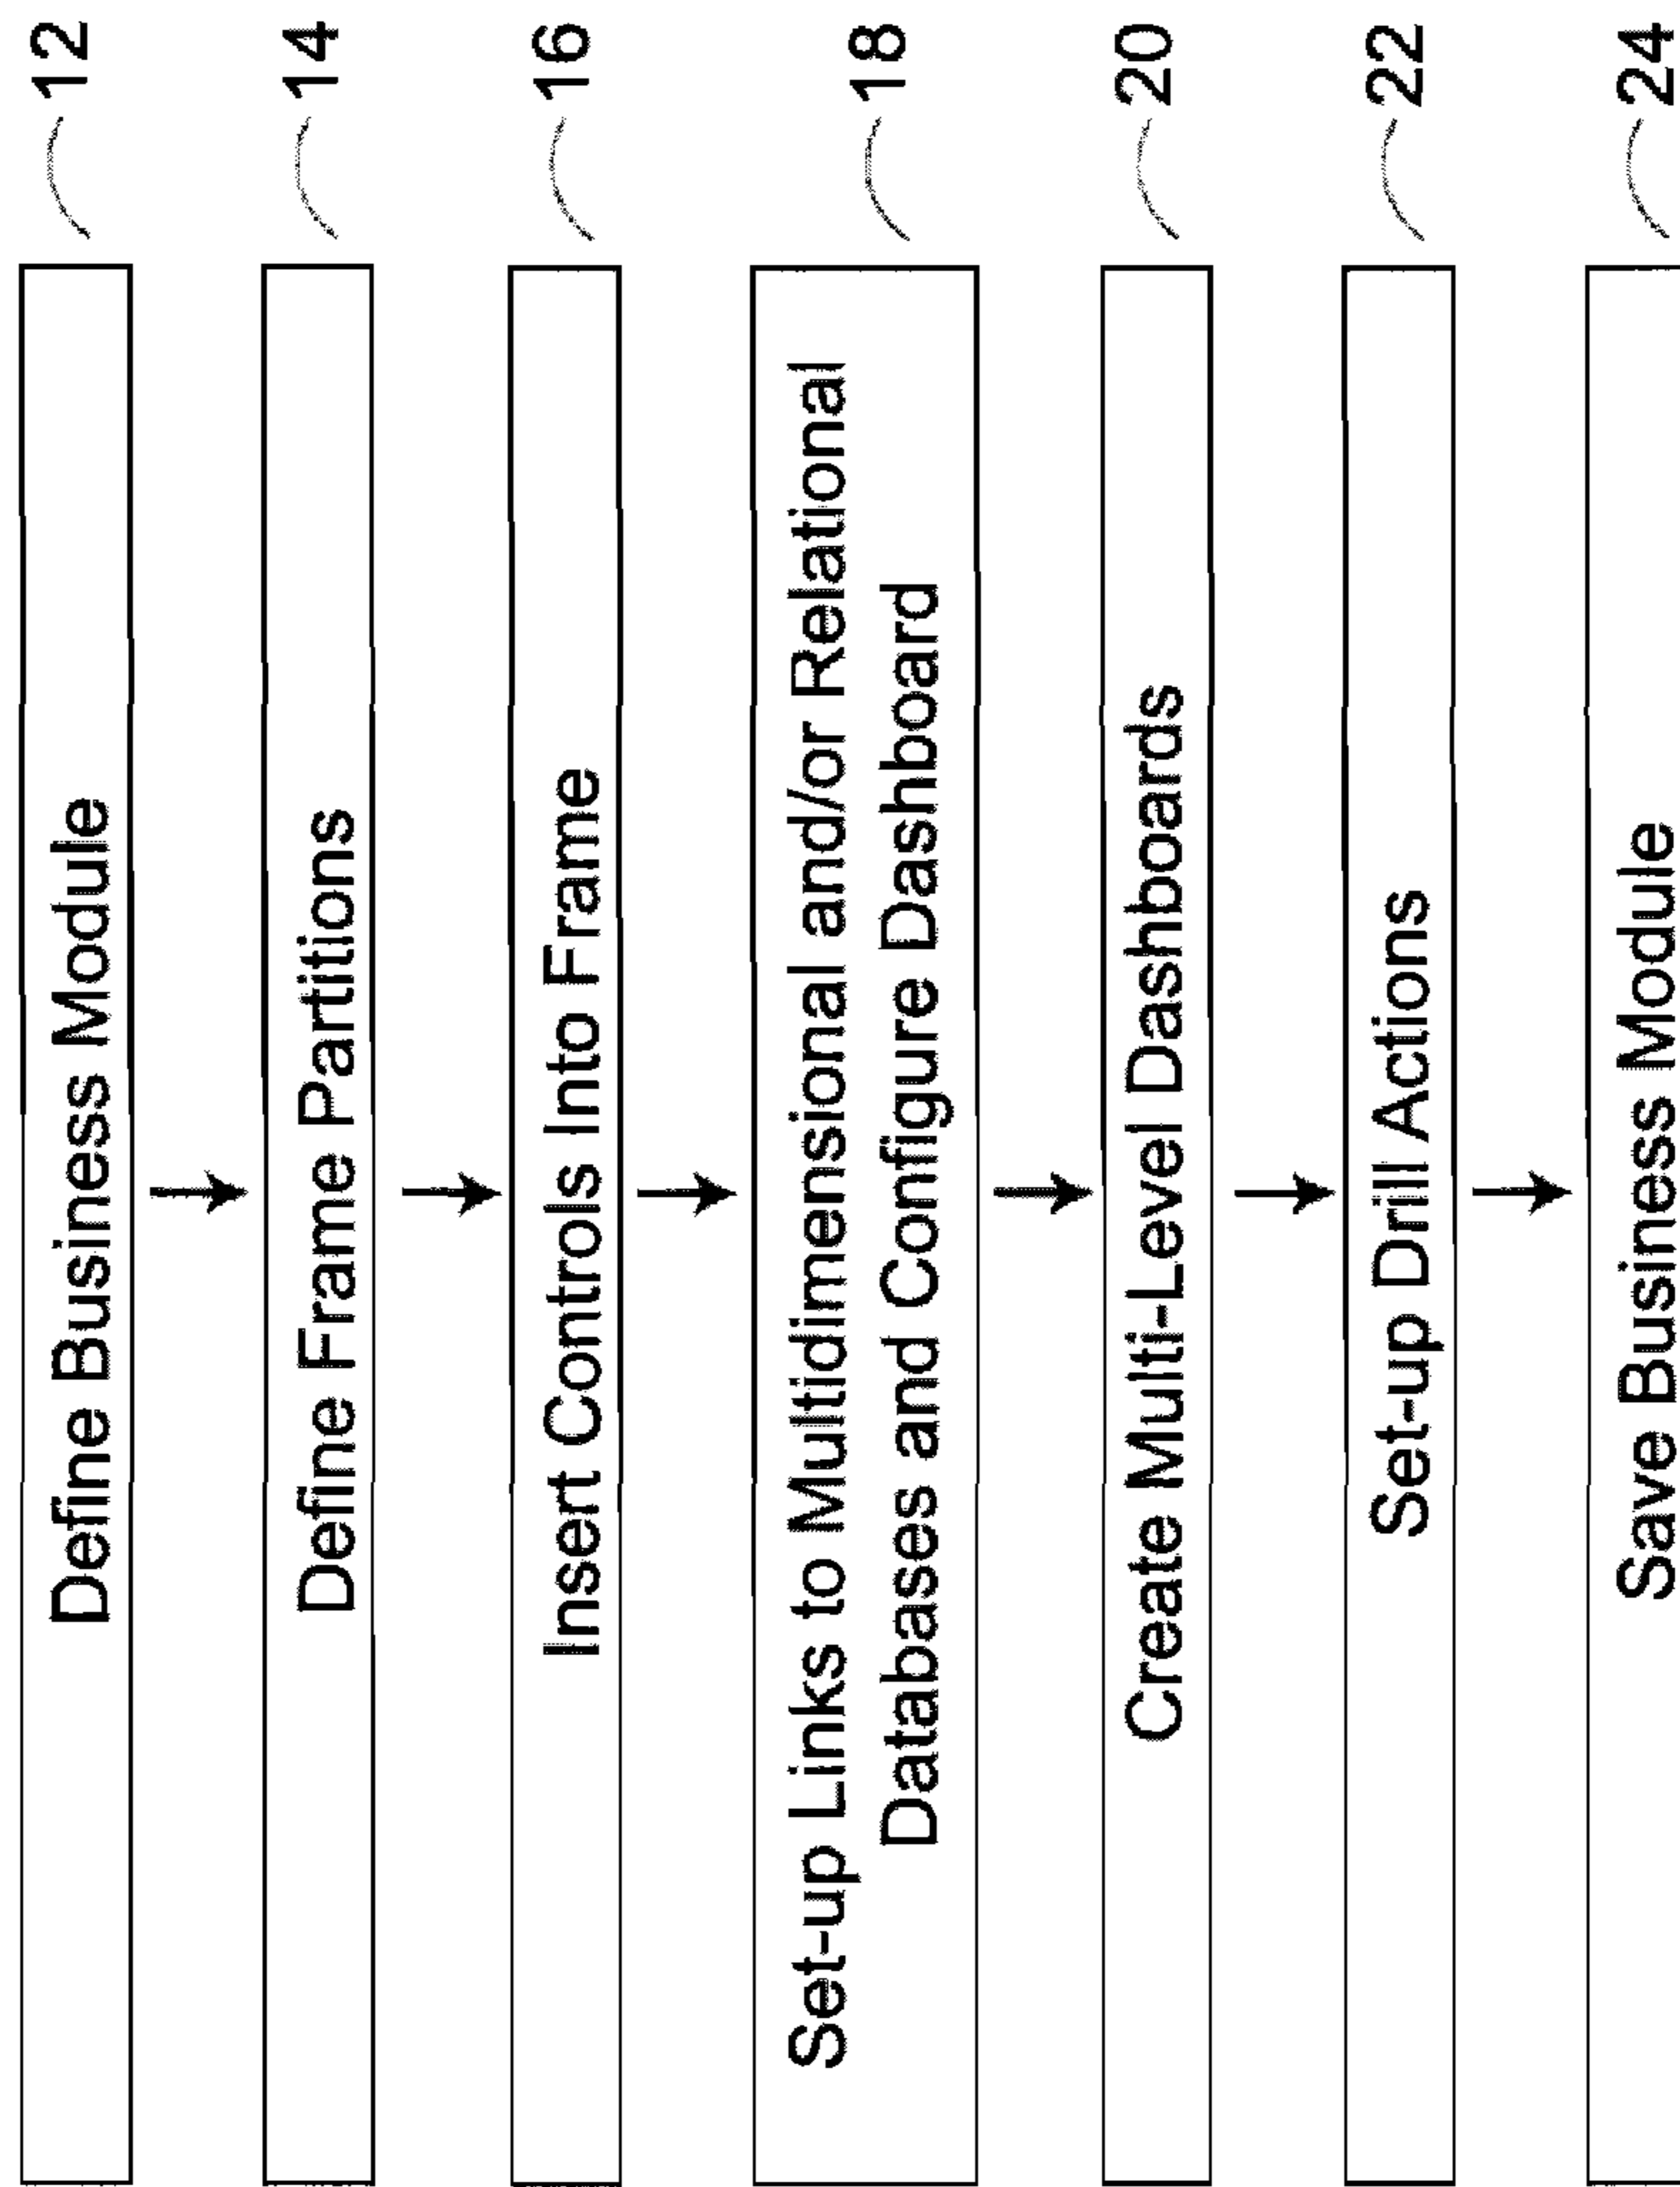 Define Business Module
12
Define Frame Partitions
14
Insert Controls Into Frame
16
Set-up Links to Multidimensional and/or Relational
Databases and Configure Dashboard
18
Create Multi-Level Dashboards
20
Set-up Drill Actions
22
Save Business Module
24